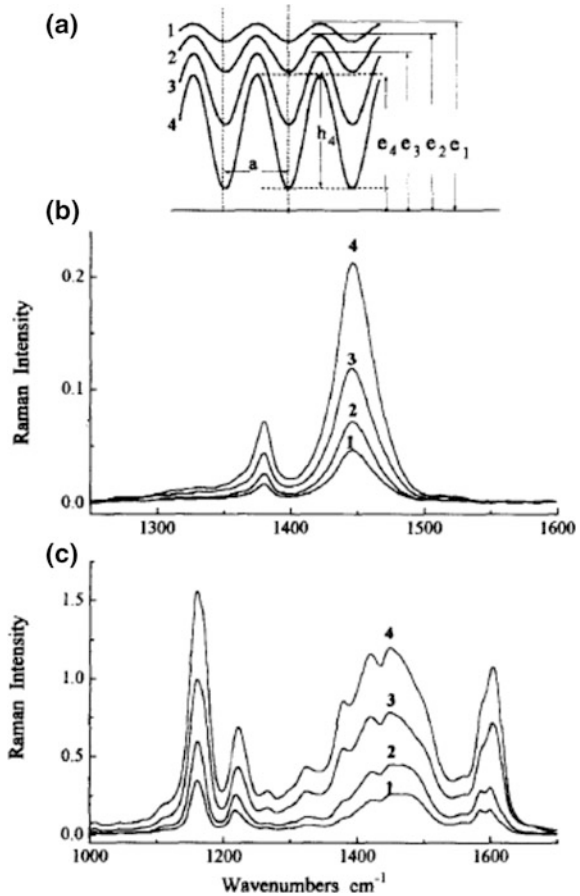 (a)
1
2
3
4
a
h4
e4 e3 e2 e1
(b)
0.2
0.1
0.0
Raman Intensity
4
3
2
1
1300 1400 1500 1600
(c)
1.5
1.0
0.5
0.0
Raman Intensity
4
3
2
1
1000 1200 1400 1600
Wavenumbers cm-1